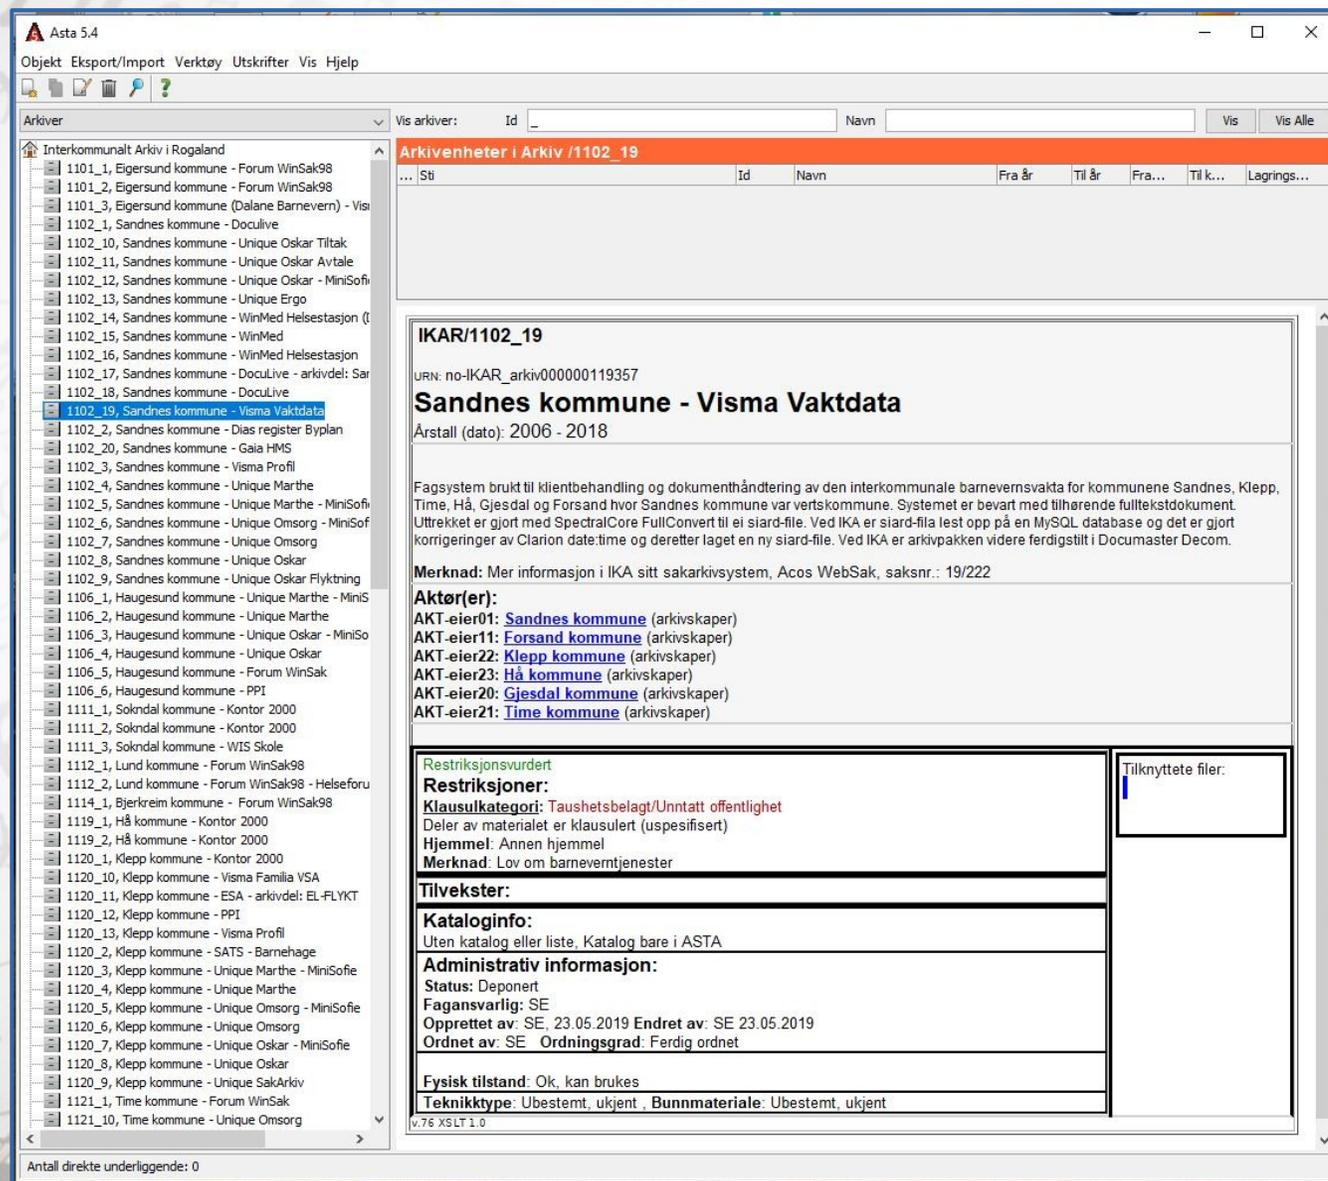 Asta 5.4
Objekt Eksport/Import Verktøy Utskrifter Vis Hjelp
Arkiver
Vis arkiver: Id _ Navn Vis Vis Alle
Interkommunalt Arkiv i Rogaland
1101_1, Eigersund kommune - Forum WinSak98
1101_2, Eigersund kommune - Forum WinSak98
1101_3, Eigersund kommune (Dalane Barnevern) - Vis
1102_1, Sandnes kommune - Doculive
1102_10, Sandnes kommune - Unique Oskar Tiltak
1102_11, Sandnes kommune - Unique Oskar Avtale
1102_12, Sandnes kommune - Unique Oskar - MiniSofi
1102_13, Sandnes kommune - Unique Ergo
1102_14, Sandnes kommune - WinMed Helsestasjon (
1102_15, Sandnes kommune - WinMed
1102_16, Sandnes kommune - WinMed Helsestasjon
1102_17, Sandnes kommune - DocuLive - arkivdel: Sar
1102_18, Sandnes kommune - DocuLive
1102_19, Sandnes kommune - Visma Vaktdata
1102_2, Sandnes kommune - Dias register Byplan
1102_20, Sandnes kommune - Gaia HMS
1102_3, Sandnes kommune - Visma Profil
1102_4, Sandnes kommune - Unique Marthe
1102_5, Sandnes kommune - Unique Marthe - MiniSofi
1102_6, Sandnes kommune - Unique Omsorg - MiniSof
1102_7, Sandnes kommune - Unique Omsorg
1102_8, Sandnes kommune - Unique Oskar
1102_9, Sandnes kommune - Unique Oskar Flyktning
1106_1, Haugesund kommune - Unique Marthe - MiniS
1106_2, Haugesund kommune - Unique Marthe
1106_3, Haugesund kommune - Unique Oskar - MiniSo
1106_4, Haugesund kommune - Unique Oskar
1106_5, Haugesund kommune - Forum WinSak
1106_6, Haugesund kommune - PPI
1111_1, Sokndal kommune - Kontor 2000
1111_2, Sokndal kommune - Kontor 2000
1111_3, Sokndal kommune - WIS Skole
1112_1, Lund kommune - Forum WinSak98
1112_2, Lund kommune - Forum WinSak98 - Helseforu
1114_1, Bjerkreim kommune - Forum WinSak98
1119_1, Hå kommune - Kontor 2000
1119_2, Hå kommune - Kontor 2000
1120_1, Klepp kommune - Kontor 2000
1120_10, Klepp kommune - Visma Familia VSA
1120_11, Klepp kommune - ESA - arkivdel: EL-FLYKT
1120_12, Klepp kommune - PPI
1120_13, Klepp kommune - Visma Profil
1120_2, Klepp kommune - SATS - Barnehage
1120_3, Klepp kommune - Unique Marthe - MiniSofie
1120_4, Klepp kommune - Unique Marthe
1120_5, Klepp kommune - Unique Omsorg - MiniSofie
1120_6, Klepp kommune - Unique Omsorg
1120_7, Klepp kommune - Unique Oskar - MiniSofie
1120_8, Klepp kommune - Unique Oskar
1120_9, Klepp kommune - Unique SakArkiv
1121_1, Time kommune - Forum WinSak
1121_10, Time kommune - Unique Omsorg
Arkivenheter i Arkiv /1102_19
... Sti Id Navn Fra år Til år Fra... Til k... Lagrings...
IKAR/1102_19
URN: no-IKAR_arkiv000000119357
Sandnes kommune - Visma Vaktdata
Årstall (dato): 2006 - 2018
Fagsystem brukt til klientbehandling og dokumenthåndtering av den interkommunale barnevernsvakta for kommunene Sandnes, Klepp,
Time, Hå, Gjesdal og Forsand hvor Sandnes kommune var vertskommune. Systemet er bevart med tilhørende fulltekstdokument.
Uttrekket er gjort med SpectralCore FullConvert til ei siard-file. Ved IKA er siard-fila lest opp på en MySQL database og det er gjort
korrigeringer av Clarion date:time og deretter laget en ny siard-file. Ved IKA er arkivpakken videre ferdigstilt i Documaster Decom.
Merknad: Mer informasjon i IKA sitt sakarkivsystem, Acos WebSak, saksnr.: 19/222
Aktør(er):
AKT-eier01: Sandnes kommune (arkivskaper)
AKT-eier11: Forsand kommune (arkivskaper)
AKT-eier22: Klepp kommune (arkivskaper)
AKT-eier23: Hå kommune (arkivskaper)
AKT-eier20: Gjesdal kommune (arkivskaper)
AKT-eier21: Time kommune (arkivskaper)
Restriksjonsvurdert
Restriksjoner:
Klausulkategori: Taushetsbelagt/Unntatt offentlighet
Deler av materialet er klausulert (uspesifisert)
Hjemmel: Annen hjemmel
Merknad: Lov om barneverntjenester
Tilknyttete filer:
Tilvekster:
Kataloginfo:
Uten katalog eller liste, Katalog bare i ASTA
Administrativ informasjon:
Status: Deponert
Fagansvarlig: SE
Opprettet av: SE, 23.05.2019 Endret av: SE 23.05.2019
Ordnet av: SE Ordningsgrad: Ferdig ordnet
Fysisk tilstand: Ok, kan brukes
Teknikktype: Ubestemt, ukjent , Bunnmateriale: Ubestemt, ukjent
v.76 XSLT 1.0
Antall direkte underliggende: 0